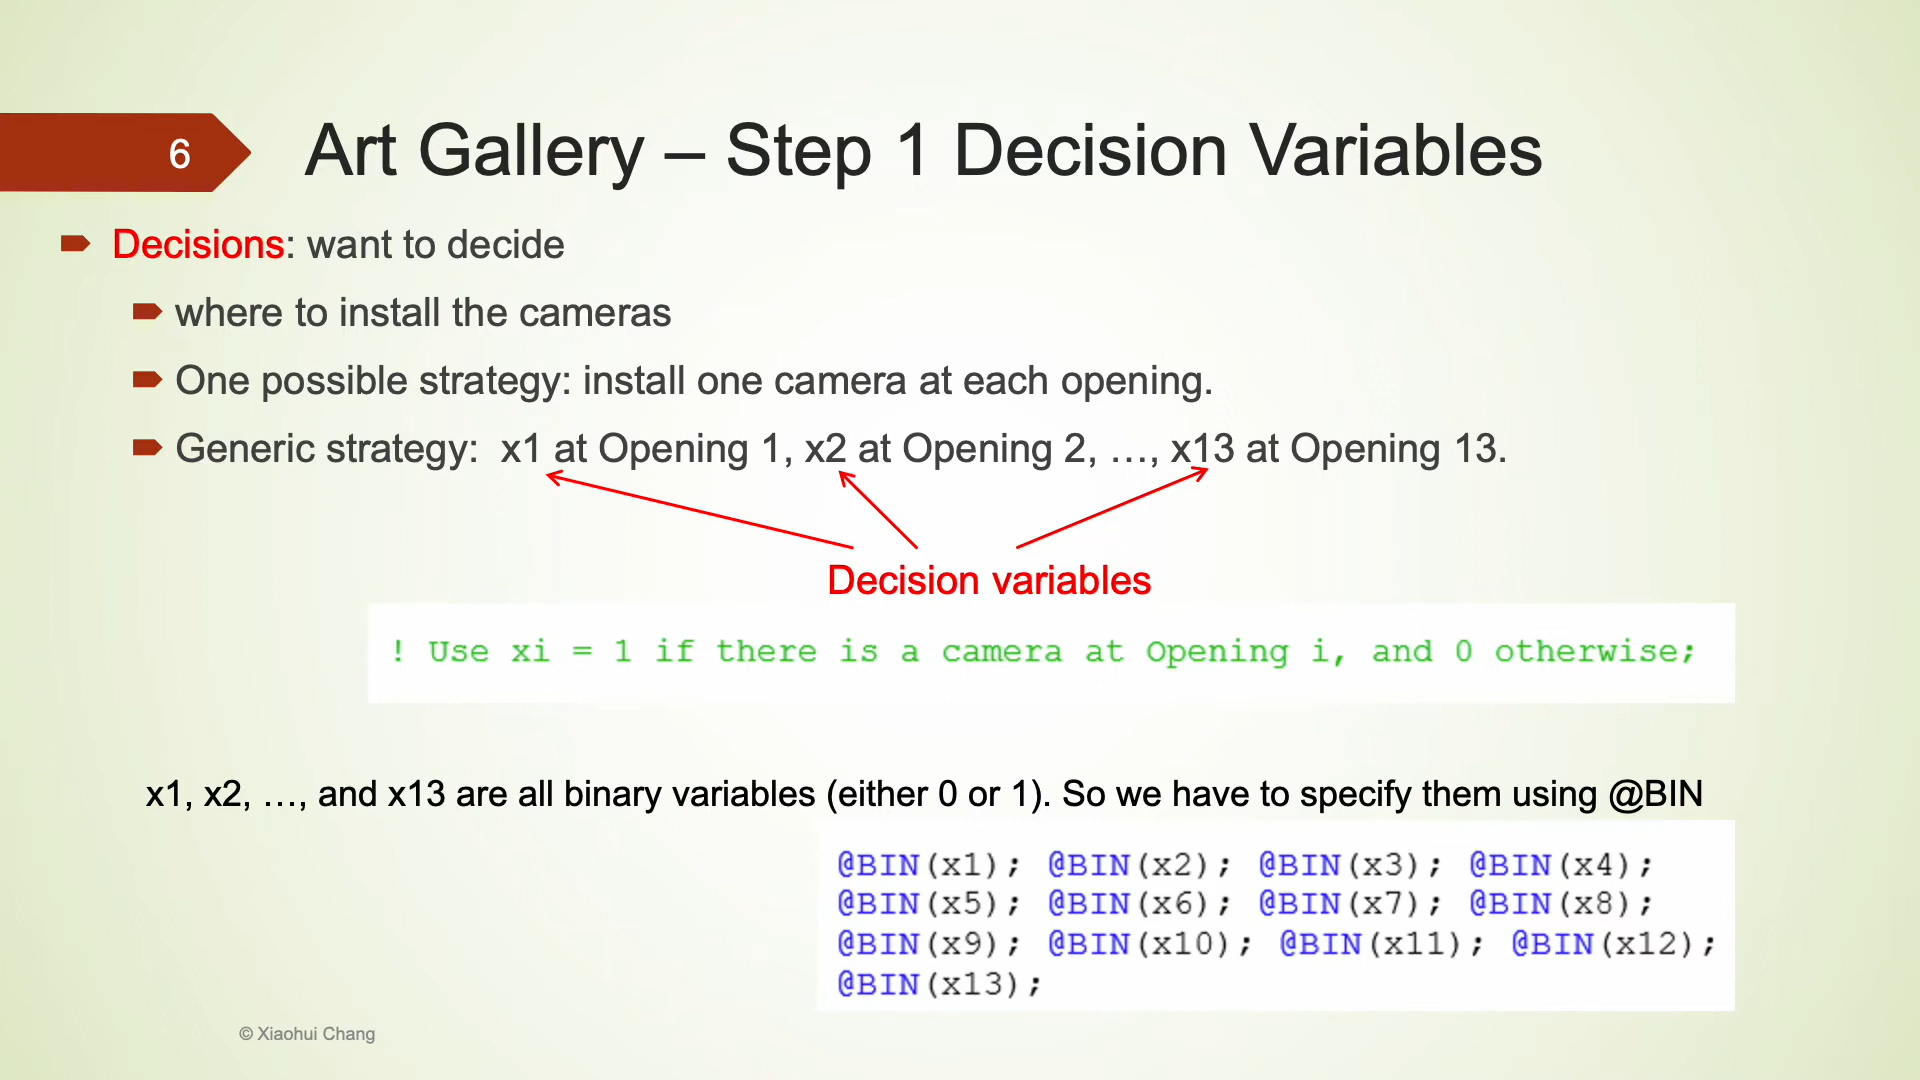 6
Art Gallery – Step 1 Decision Variables
Decisions: want to decide
where to install the cameras
One possible strategy: install one camera at each opening.
Generic strategy: x1 at Opening 1, x2 at Opening 2, …, x13 at Opening 13.
Decision variables
! Use xi = 1 if there is a camera at Opening i, and 0 otherwise;
x1, x2, …, and x13 are all binary variables (either 0 or 1). So we have to specify them using @BIN
@BIN(x1); @BIN(x2); @BIN(x3); @BIN(x4);
@BIN(x5); @BIN(x6); @BIN(x7); @BIN(x8);
@BIN(x9); @BIN(x10); @BIN(x11); @BIN(x12);
@BIN(x13);
© Xiaohui Chang